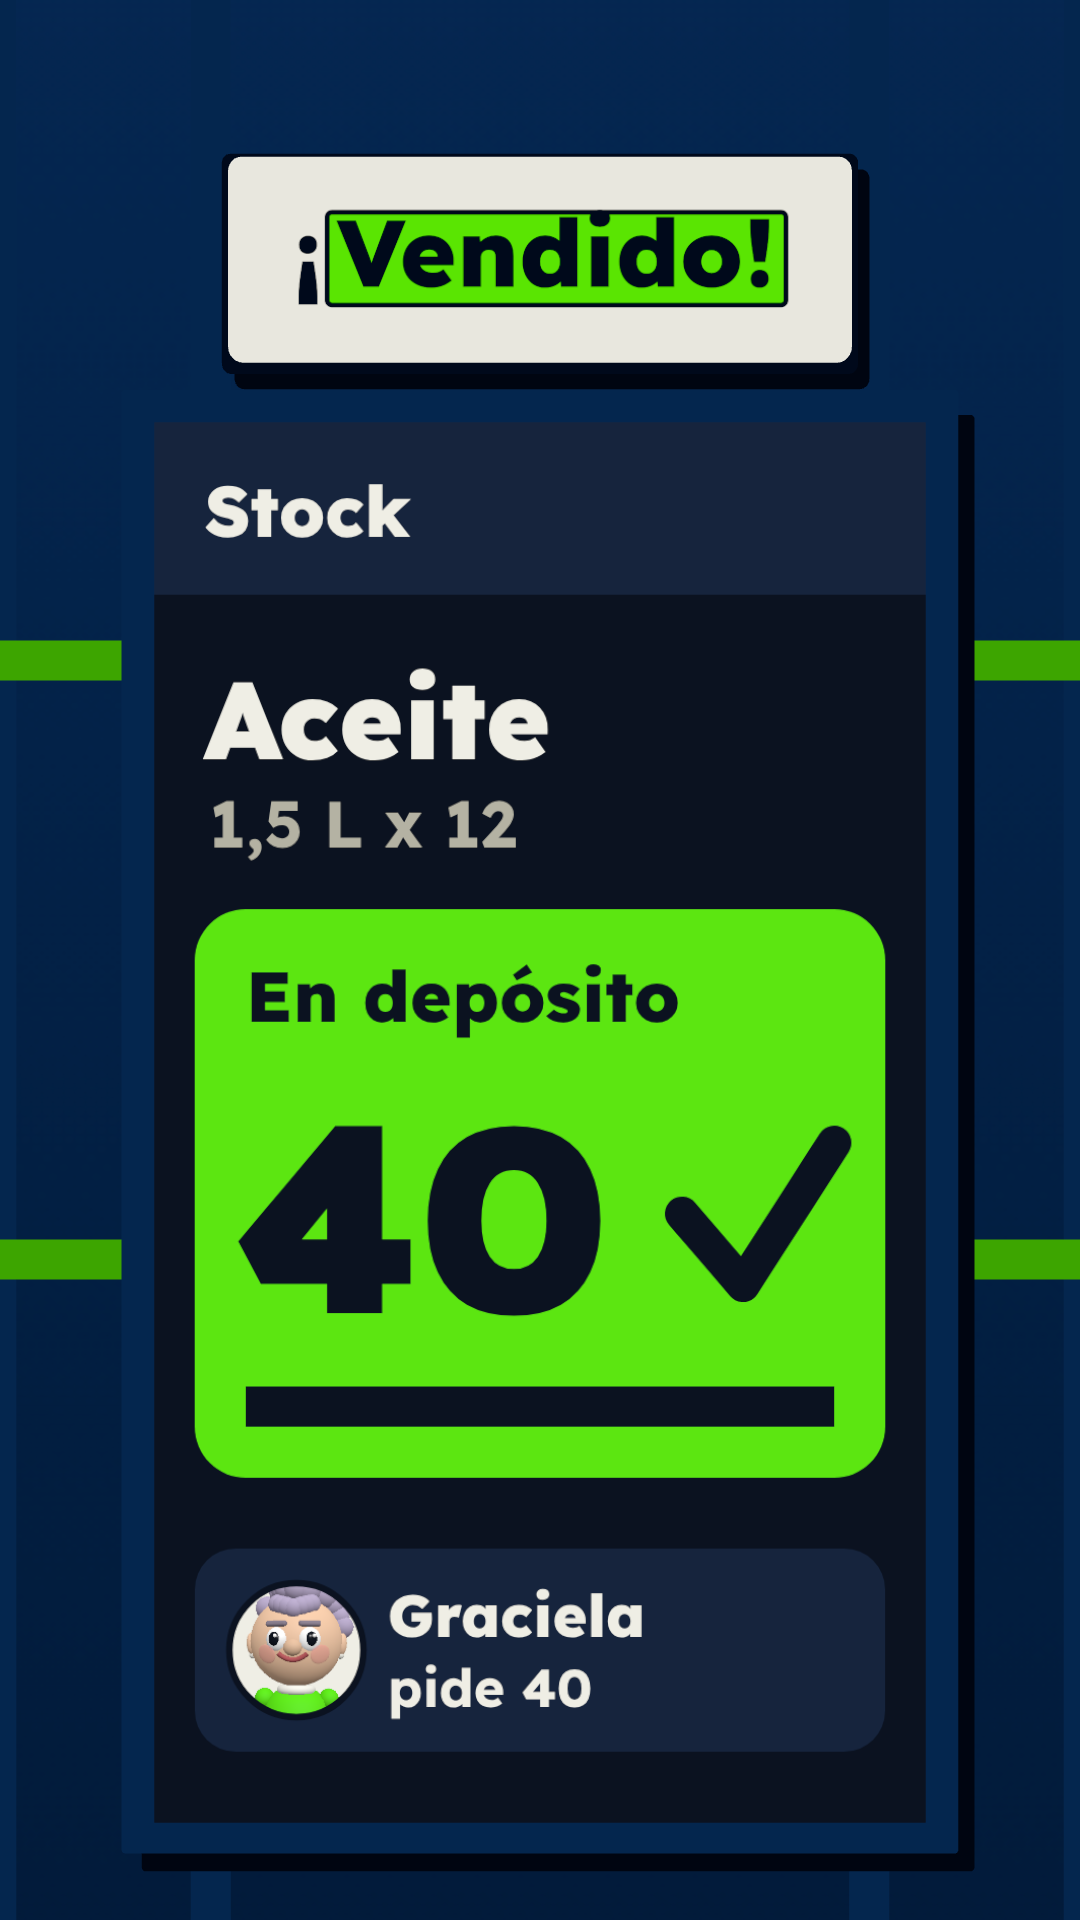 ¡Vendido!
Stock
Aceite
1,5 L x 12
En depósito
40
Graciela
pide 40